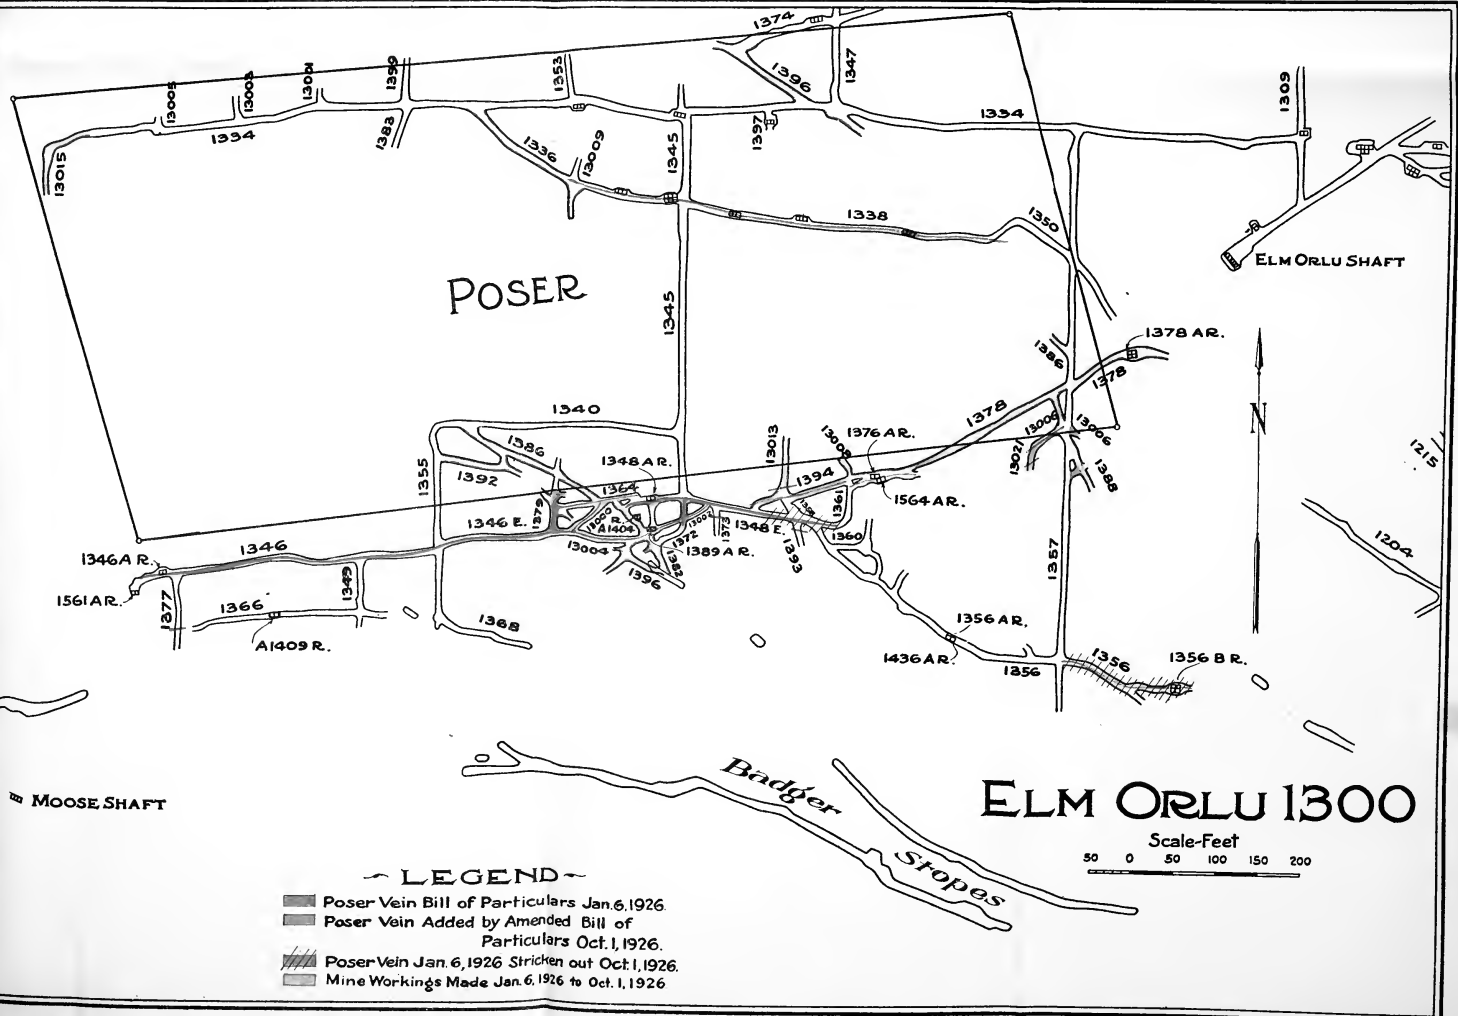 1374
1347
1396
1309
13005
13003
13001
1399
1353
1334
1383
1336
13009
1345
1397
1334
13015
1338
1350
ELM ORLU SHAFT
POSER
1345
1378 AR.
1386
1378
N
1340
1378
13006
13006
13021
1386
1348 AR.
13013
1376 AR.
1388
1215
1355
1392
1364
1394
1564 AR.
1379
13000
R.
A1404
1361
1346 E.
13002
1373
1348 E.
1360
1372
1346
13004
1389 AR.
1393
1357
1204
1346 AR.
1382
1396
1561 AR.
1377
1349
1366
1368
A1409 R.
1356 AR.
1436 AR.
1356
1356
1356 B R.
MOOSE SHAFT
Badger
Stopes
ELM ORLU 1300
Scale-Feet
50 0 50 100 150 200
LEGEND
Poser Vein Bill of Particulars Jan. 6, 1926.
Poser Vein Added by Amended Bill of
Particulars Oct. 1, 1926.
Poser Vein Jan. 6, 1926 Stricken out Oct. 1, 1926.
Mine Workings Made Jan. 6, 1926 to Oct. 1, 1926